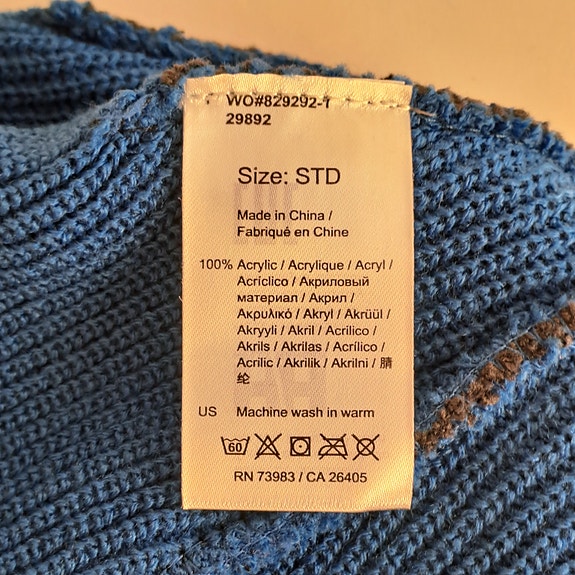 WO#829292-1
29892
Size: STD
Made in China /
Fabriqué en Chine
100% Acrylic / Acrylique / Acryl /
Acríclico / Акриловый
материал / Акрил /
Ακρυλικό / Akryl / Akrüül /
Akryyli / Akril / Acrilico /
Akrils / Akrilas / Acrílico /
Acrilic / Akrilik / Akrilni / 腈
纶
US Machine wash in warm
60
RN 73983 / CA 26405